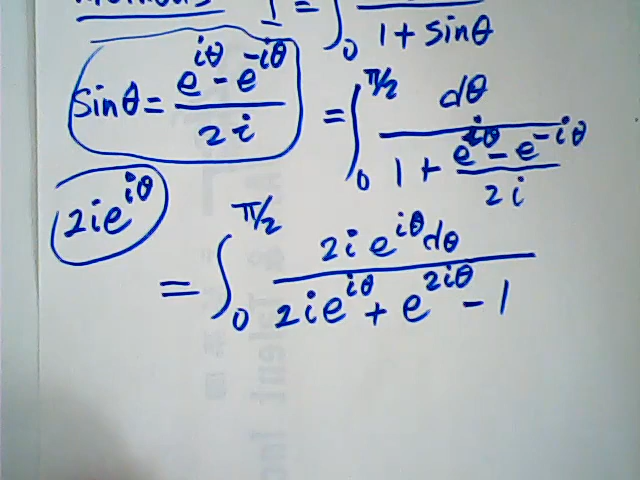 I = ∫₀ 1 + sinθ
sinθ = (e^{iθ} - e^{-iθ}) / 2i
= ∫₀^{π/2} dθ / (1 + (e^{iθ} - e^{-iθ}) / 2i)
2ie^{iθ}
= ∫₀^{π/2} 2i e^{iθ} dθ / (2ie^{iθ} + e^{2iθ} - 1)